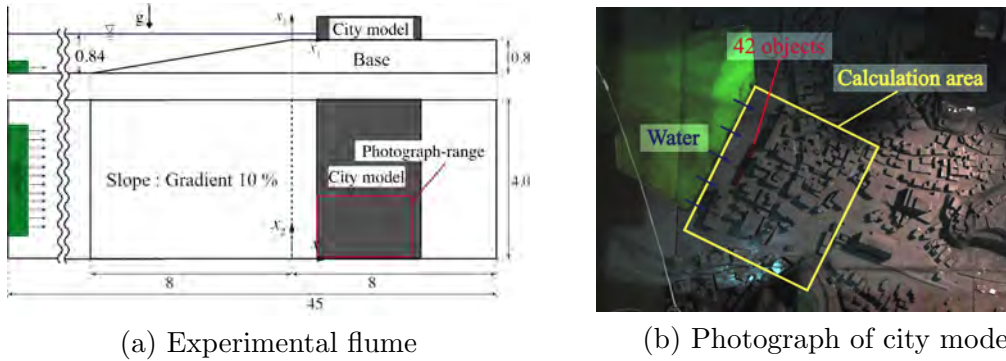 g
x₃
City model
0.84
x₁
Base
0.8
Photograph-range
Slope : Gradient 10 %
City model
4.0
x₂
8
8
45
(a) Experimental flume
42 objects
Calculation area
Water
(b) Photograph of city mode